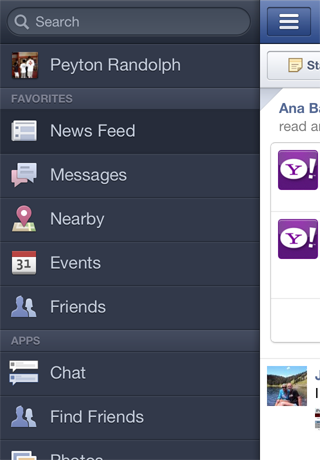 Search
Peyton Randolph
FAVORITES
News Feed
Messages
Nearby
31
Events
Friends
APPS
Chat
Find Friends
Photos
St
Ana Ba
read ar
Y!
Y!
J
I